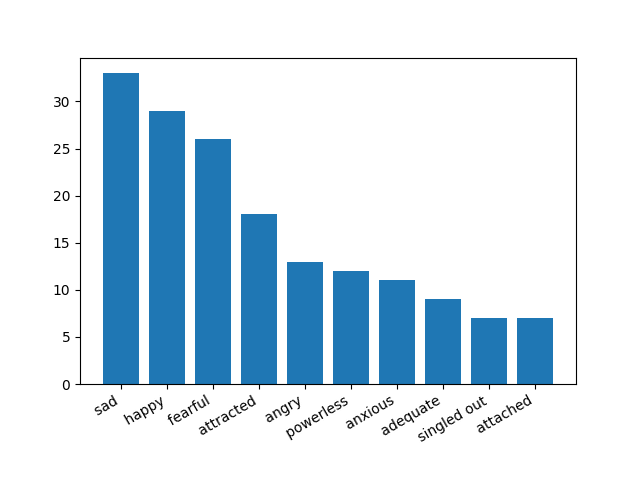 30
25
20
15
10
5
0
sad
happy
fearful
attracted
angry
powerless
anxious
adequate
singled out
attached